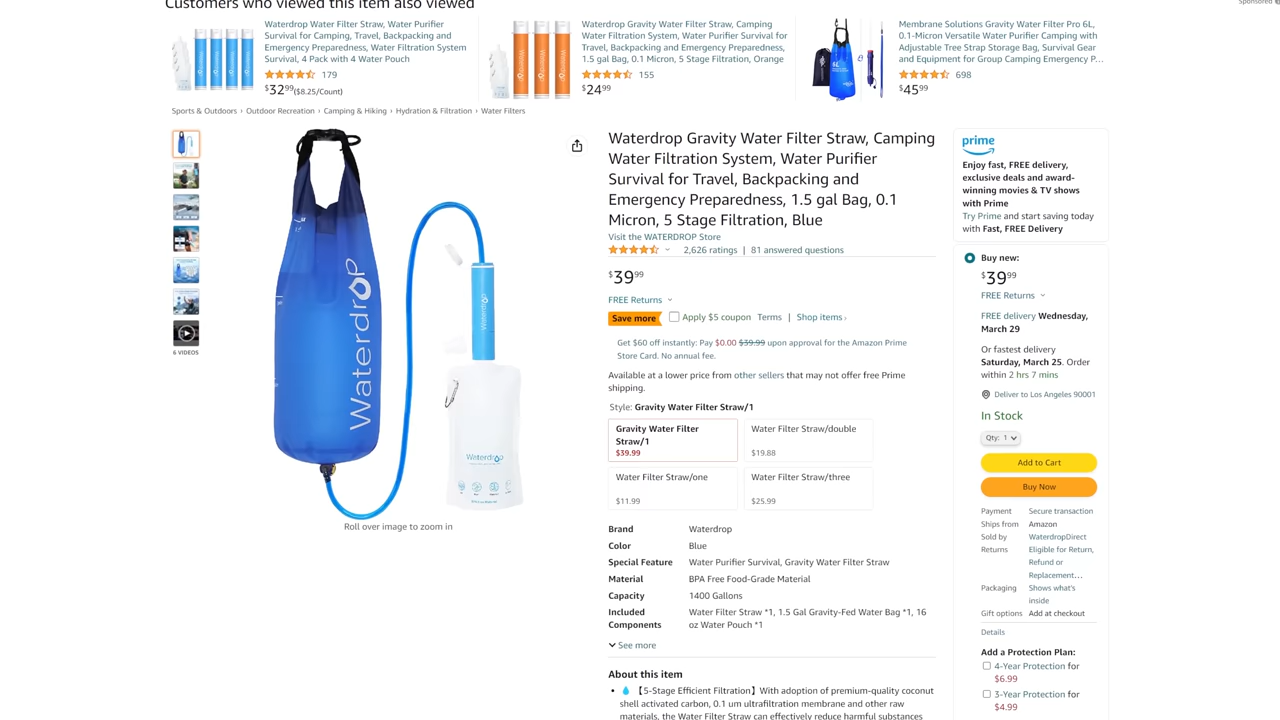 Sponsored
Customers who viewed this item also viewed
Waterdrop Water Filter Straw, Water Purifier
Survival for Camping, Travel, Backpacking and
Emergency Preparedness, Water Filtration System
Survival, 4 Pack with 4 Water Pouch
179
$32⁹⁹($8.25/Count)
Waterdrop Gravity Water Filter Straw, Camping
Water Filtration System, Water Purifier Survival for
Travel, Backpacking and Emergency Preparedness,
1.5 gal Bag, 0.1 Micron, 5 Stage Filtration, Orange
155
$24⁹⁹
Membrane Solutions Gravity Water Filter Pro 6L,
0.1-Micron Versatile Water Purifier Camping with
Adjustable Tree Strap Storage Bag, Survival Gear
and Equipment for Group Camping Emergency P...
698
$45⁹⁹
Sports & Outdoors › Outdoor Recreation › Camping & Hiking › Hydration & Filtration › Water Filters
6 VIDEOS
Waterdrop
Waterdrop
Waterdrop
Roll over image to zoom in
Waterdrop Gravity Water Filter Straw, Camping
Water Filtration System, Water Purifier
Survival for Travel, Backpacking and
Emergency Preparedness, 1.5 gal Bag, 0.1
Micron, 5 Stage Filtration, Blue
Visit the WATERDROP Store
2,626 ratings | 81 answered questions
$39⁹⁹
FREE Returns
Save more Apply $5 coupon Terms | Shop items ›
Get $60 off instantly: Pay $0.00 $39.99 upon approval for the Amazon Prime
Store Card. No annual fee.
Available at a lower price from other sellers that may not offer free Prime
shipping.
Style: Gravity Water Filter Straw/1
Gravity Water Filter
Straw/1
$39.99
Water Filter Straw/double
$19.88
Water Filter Straw/one
$11.99
Water Filter Straw/three
$25.99
Brand Waterdrop
Color Blue
Special Feature Water Purifier Survival, Gravity Water Filter Straw
Material BPA Free Food-Grade Material
Capacity 1400 Gallons
Included Water Filter Straw *1, 1.5 Gal Gravity-Fed Water Bag *1, 16
Components oz Water Pouch *1
See more
About this item
• 💧【5-Stage Efficient Filtration】With adoption of premium-quality coconut
shell activated carbon, 0.1 um ultrafiltration membrane and other raw
materials, the Water Filter Straw can effectively reduce harmful substances
prime
Enjoy fast, FREE delivery,
exclusive deals and award-
winning movies & TV shows
with Prime
Try Prime and start saving today
with Fast, FREE Delivery
Buy new:
$39⁹⁹
FREE Returns
FREE delivery Wednesday,
March 29
Or fastest delivery
Saturday, March 25. Order
within 2 hrs 7 mins
Deliver to Los Angeles 90001
In Stock
Qty: 1
Add to Cart
Buy Now
Payment Secure transaction
Ships from Amazon
Sold by WaterdropDirect
Returns Eligible for Return,
Refund or
Replacement...
Packaging Shows what's
inside
Gift options Add at checkout
Details
Add a Protection Plan:
4-Year Protection for
$6.99
3-Year Protection for
$4.99